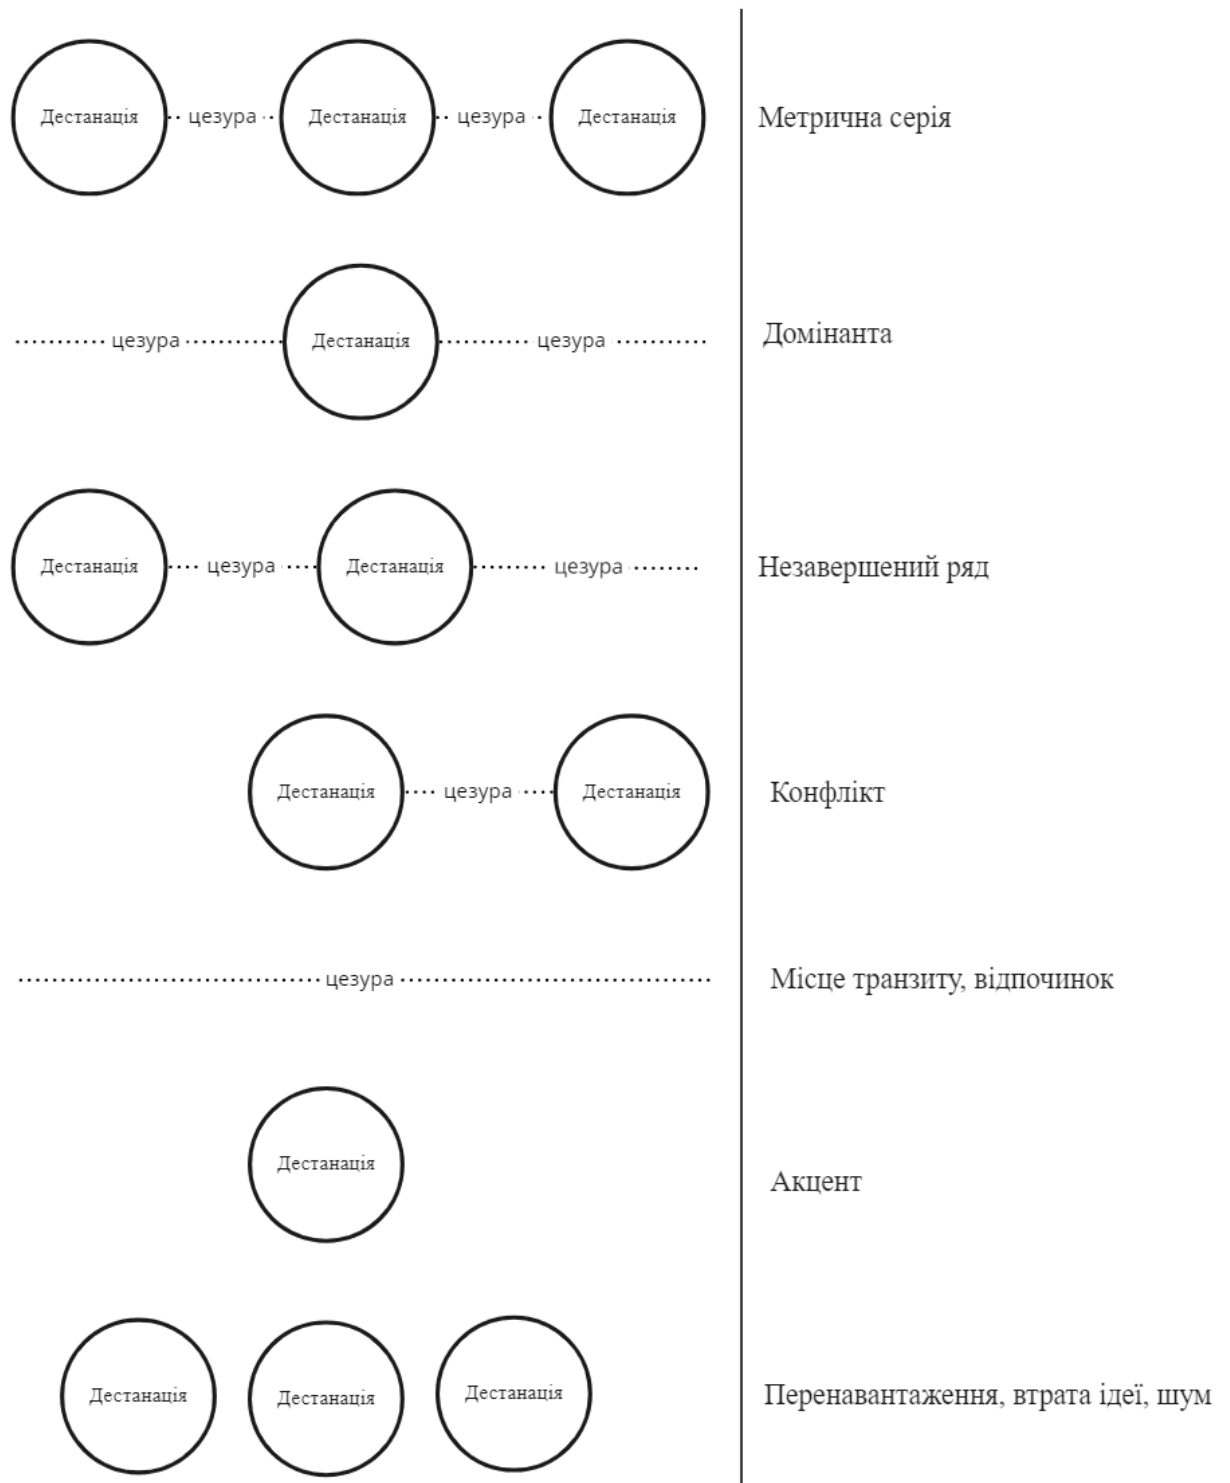 Дестанація цезура Дестанація цезура Дестанація Метрична серія
цезура Дестанація цезура Домінанта
Дестанація цезура Дестанація цезура Незавершений ряд
Дестанація цезура Дестанація Конфлікт
цезура Місце транзиту, відпочинок
Дестанація Акцент
Дестанація Дестанація Дестанація Перенавантаження, втрата ідеї, шум